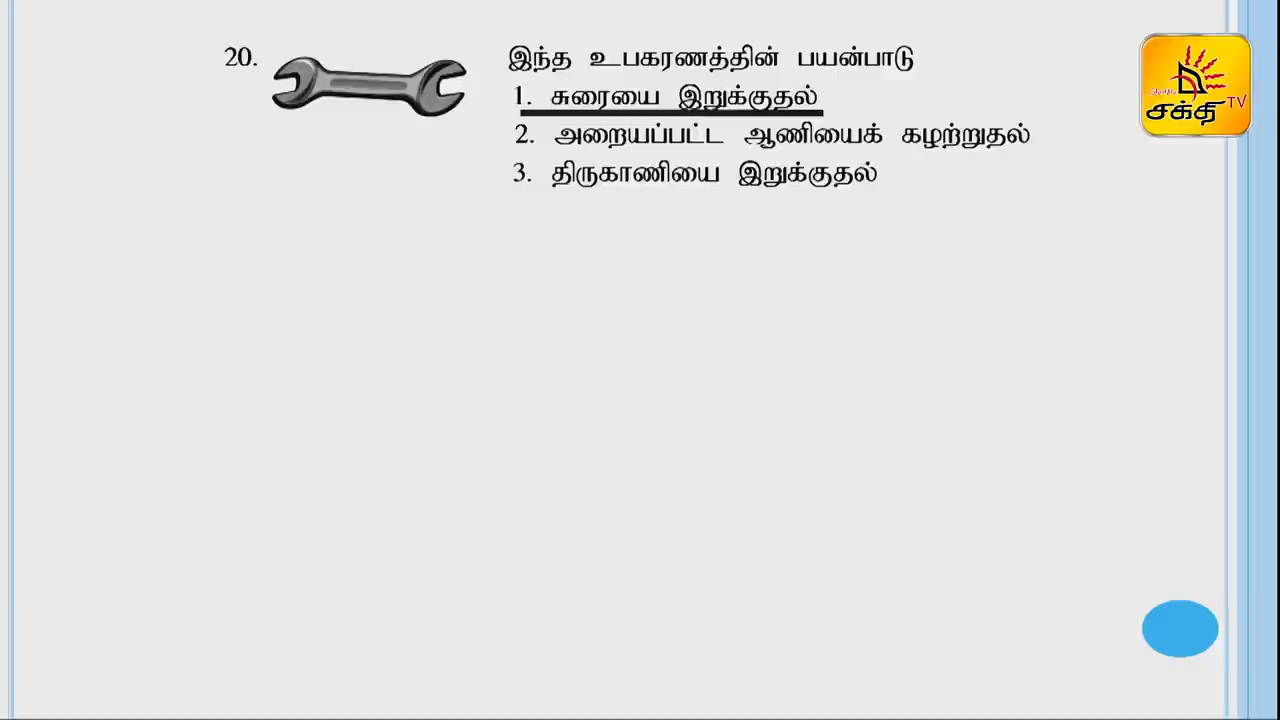 20. இந்த உபகரணத்தின் பயன்பாடு
1. சுரையை இறுக்குதல்
2. அறையப்பட்ட ஆணியைக் கழற்றுதல்
3. திருகாணியை இறுக்குதல்
சக்தி TV